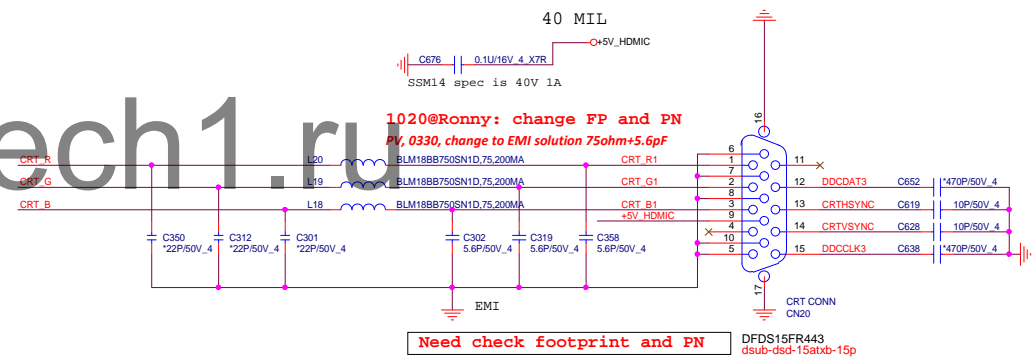 40 MIL
+5V_HDMIC
C676 0.1U/16V_4_X7R
SSM14 spec is 40V 1A
ech1.ru
1020@Ronny: change FP and PN
PV, 0330, change to EMI solution 75ohm+5.6pF
16
6
CRT_R L20 BLM18BB750SN1D,75,200MA CRT_R1 1 11
7
CRT_G L19 BLM18BB750SN1D,75,200MA CRT_G1 2 12 DDCDAT3 C652 *470P/50V_4
8
CRT_B L18 BLM18BB750SN1D,75,200MA CRT_B1 3 13 CRTHSYNC C619 10P/50V_4
+5V_HDMIC 9
4 14 CRTVSYNC C628 10P/50V_4
10
5 15 DDCCLK3 C638 *470P/50V_4
C350 C312 C301 C302 C319 C358
*22P/50V_4 *22P/50V_4 *22P/50V_4 5.6P/50V_4 5.6P/50V_4 5.6P/50V_4
17
EMI
CRT CONN
CN20
Need check footprint and PN
DFDS15FR443
dsub-dsd-15atxb-15p